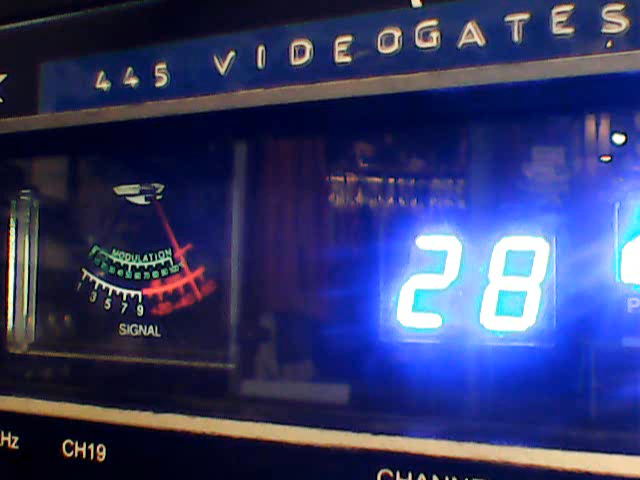 445 VIDEOGATES
MODULATION
1 3 5 7 9
SIGNAL
28
CH19